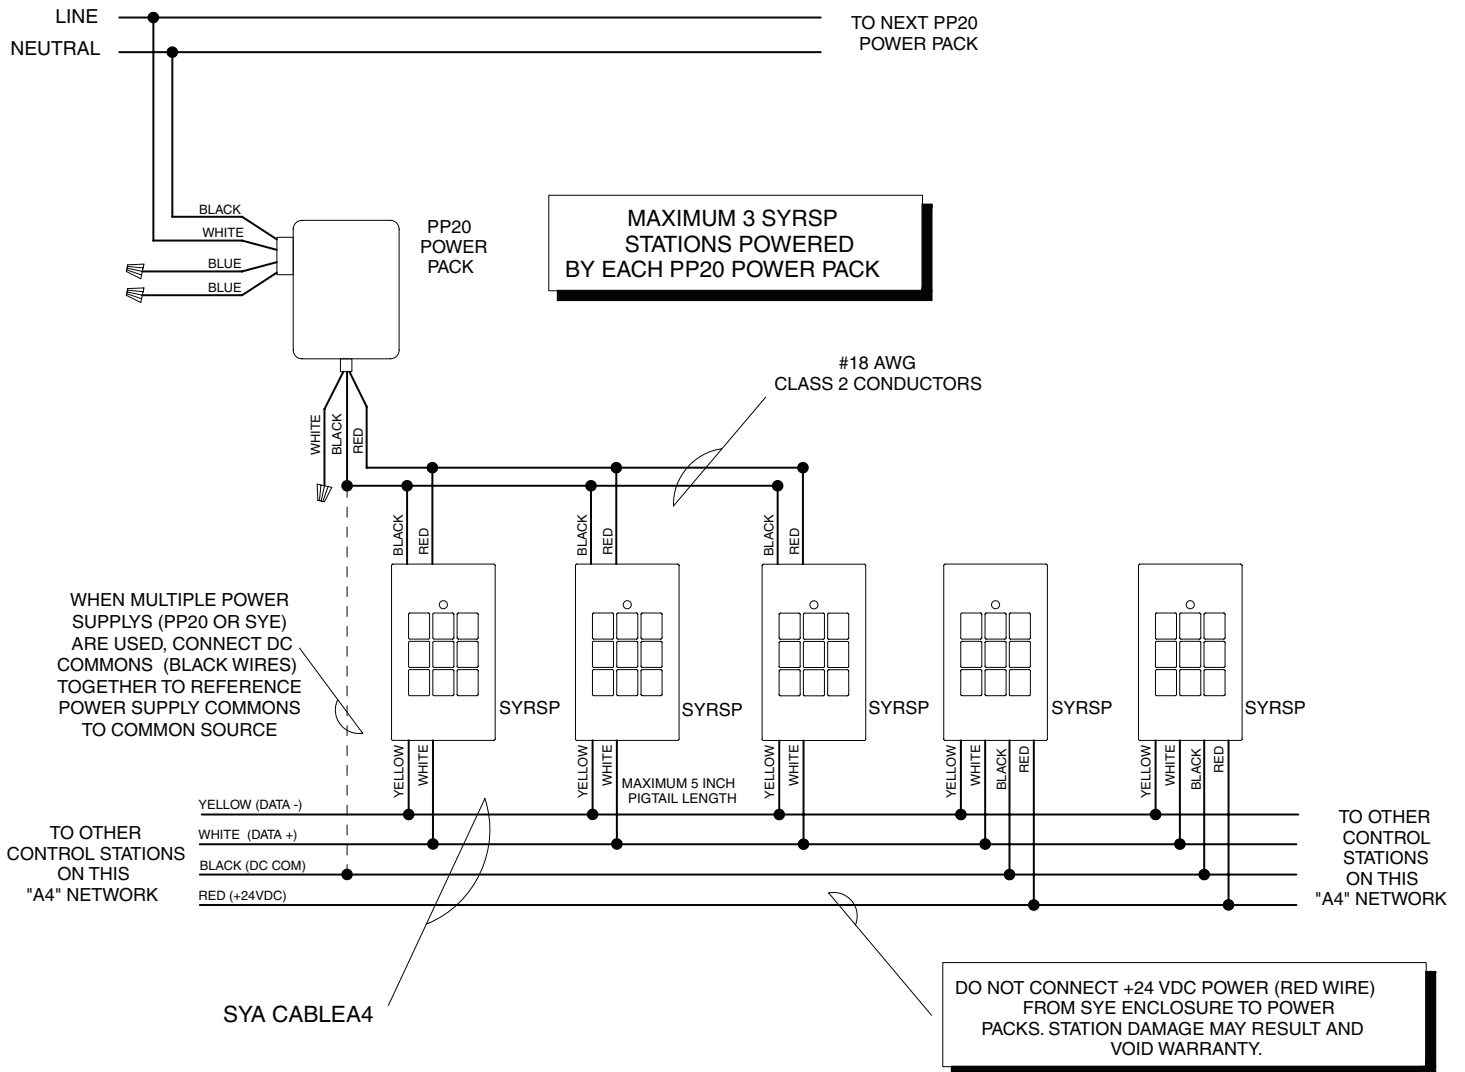 LINE
NEUTRAL
TO NEXT PP20
POWER PACK
BLACK
WHITE
BLUE
BLUE
PP20
POWER
PACK
MAXIMUM 3 SYRSP
STATIONS POWERED
BY EACH PP20 POWER PACK
#18 AWG
CLASS 2 CONDUCTORS
WHITE
BLACK
RED
BLACK
RED
BLACK
RED
BLACK
RED
WHEN MULTIPLE POWER
SUPPLYS (PP20 OR SYE)
ARE USED, CONNECT DC
COMMONS (BLACK WIRES)
TOGETHER TO REFERENCE
POWER SUPPLY COMMONS
TO COMMON SOURCE
SYRSP
SYRSP
SYRSP
SYRSP
SYRSP
YELLOW
WHITE
YELLOW
WHITE
MAXIMUM 5 INCH
PIGTAIL LENGTH
YELLOW
WHITE
YELLOW
WHITE
BLACK
RED
YELLOW
WHITE
BLACK
RED
TO OTHER
CONTROL STATIONS
ON THIS
"A4" NETWORK
YELLOW (DATA -)
WHITE (DATA +)
BLACK (DC COM)
RED (+24VDC)
TO OTHER
CONTROL
STATIONS
ON THIS
"A4" NETWORK
SYA CABLEA4
DO NOT CONNECT +24 VDC POWER (RED WIRE)
FROM SYE ENCLOSURE TO POWER
PACKS. STATION DAMAGE MAY RESULT AND
VOID WARRANTY.